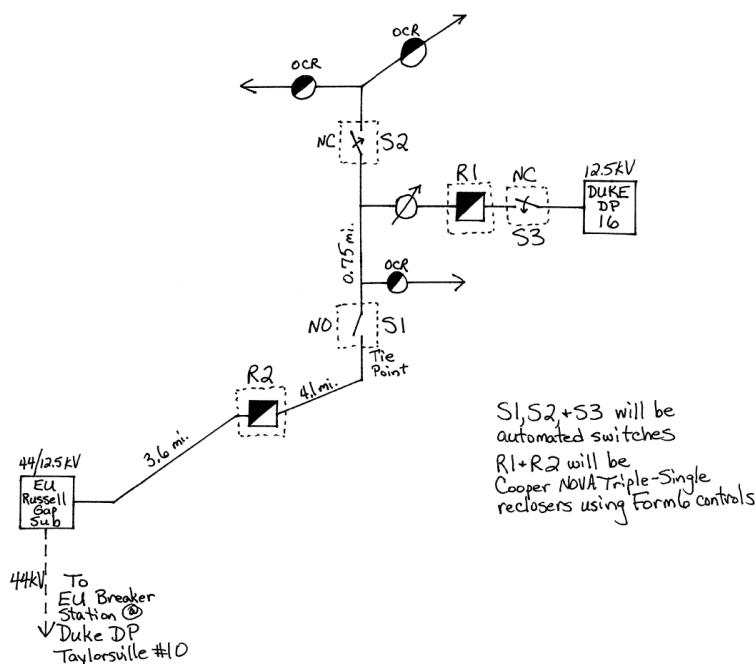 OCR
OCR
NC
S2
R1
NC
12.5kV
DUKE
DP
16
S3
0.75 mi.
OCR
NO
S1
Tie
Point
R2
4.1 mi.
3.6 mi.
44/12.5kV
EU
Russell
Gap
Sub
44kV
To
EU Breaker
Station @
Duke DP
Taylorsville #10
S1, S2, +S3 will be
automated switches
R1+R2 will be
Cooper NOVA Triple-Single
reclosers using Form 6 controls